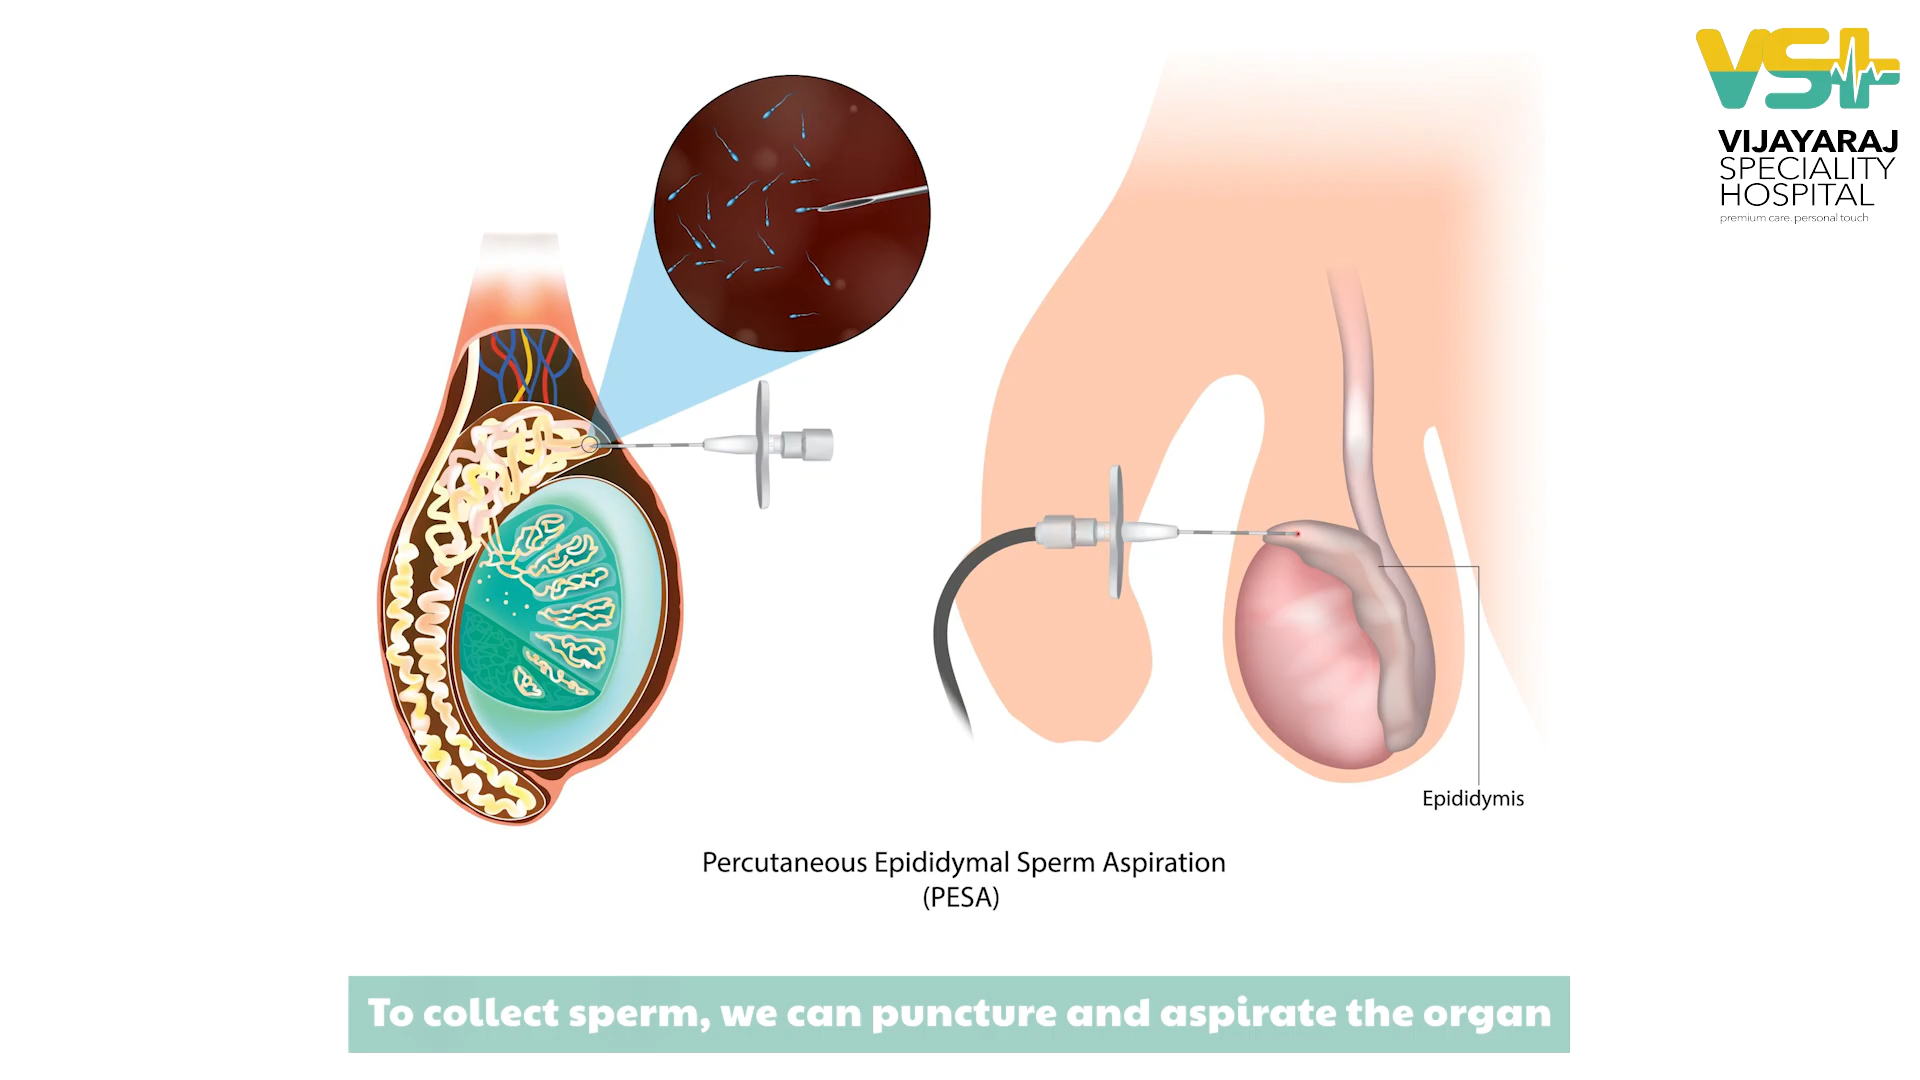 VS+
VIJAYARAJ
SPECIALITY
HOSPITAL
premium care. personal touch
Epididymis
Percutaneous Epididymal Sperm Aspiration
(PESA)
To collect sperm, we can puncture and aspirate the organ